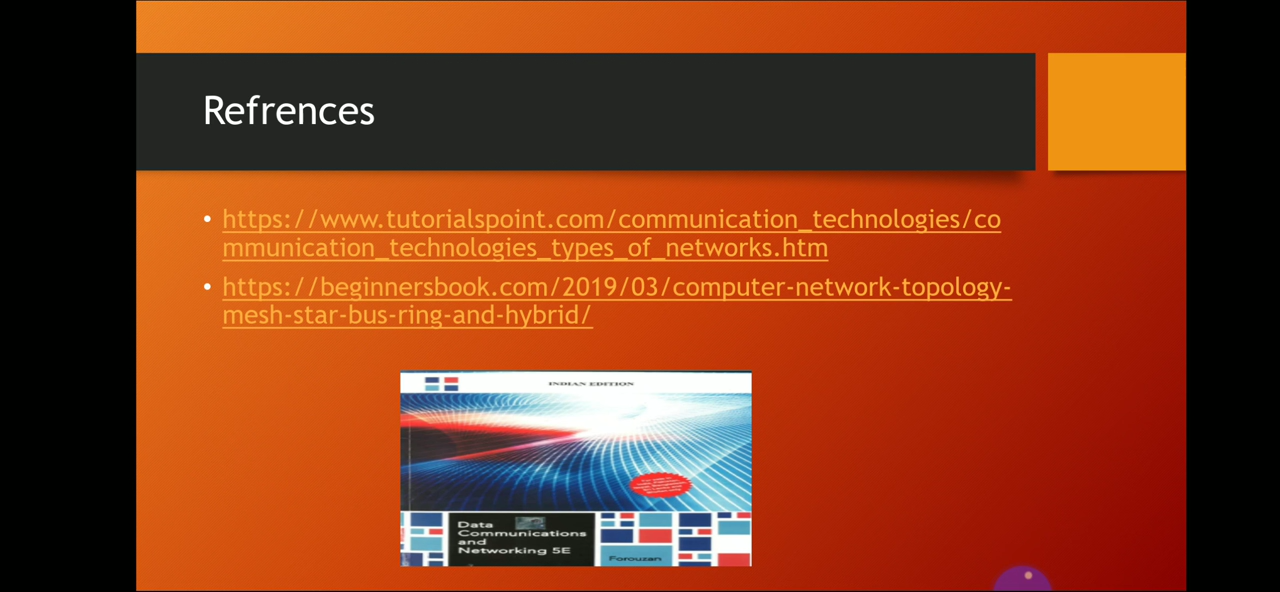 Refrences
https://www.tutorialspoint.com/communication_technologies/co
mmunication_technologies_types_of_networks.htm
https://beginnersbook.com/2019/03/computer-network-topology-
mesh-star-bus-ring-and-hybrid/
INDIAN EDITION
Data
Communications
and
Networking 5E
Forouzan